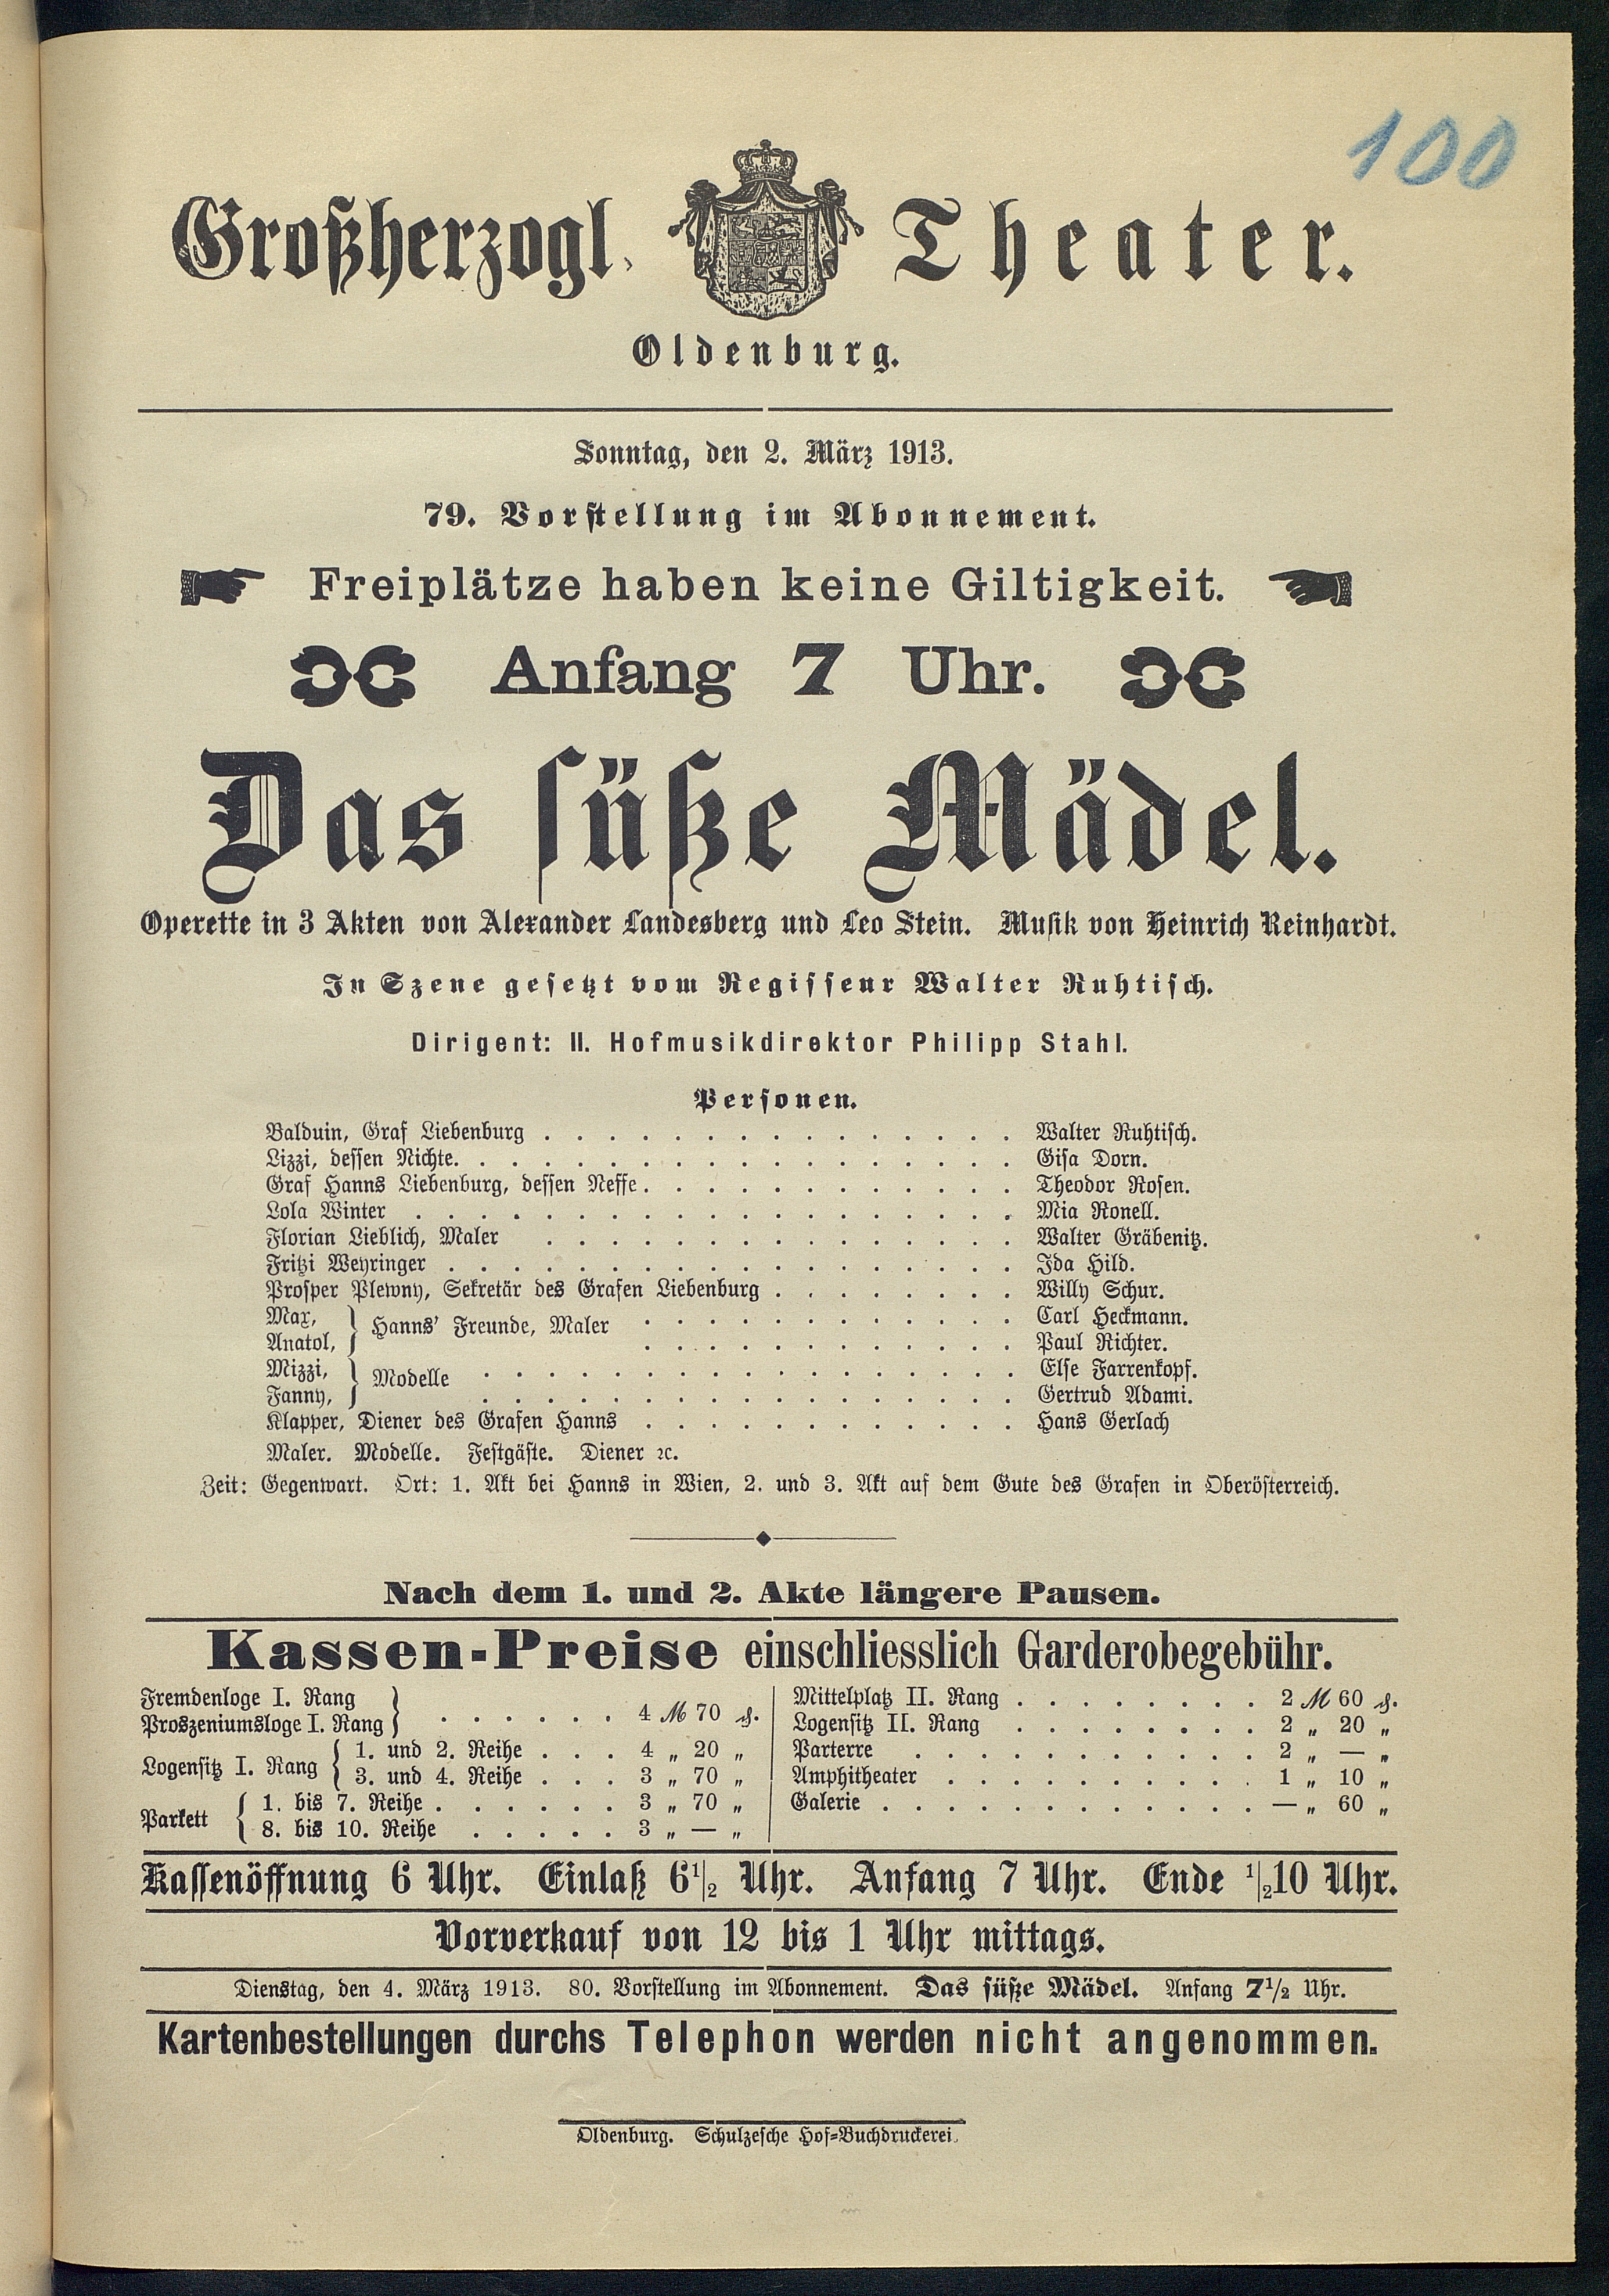 100
Großherzogl. Theater.
Oldenburg.
Sonntag, den 2. März 1913.
79. Vorstellung im Abonnement.
Freiplätze haben keine Giltigkeit.
Anfang 7 Uhr.
Das süße Mädel.
Operette in 3 Akten von Alexander Landesberg und Leo Stein. Musik von Heinrich Reinhardt.
In Szene gesetzt vom Regisseur Walter Ruhtisch.
Dirigent: II. Hofmusikdirektor Philipp Stahl.
Personen.
Balduin, Graf Liebenburg . . . . . . . . . . . . . . . Walter Ruhtisch.
Lizzi, dessen Nichte. . . . . . . . . . . . . . . . . . Gisa Dorn.
Graf Hanns Liebenburg, dessen Neffe. . . . . . . . . . . . . Theodor Rosen.
Lola Winter . . . . . . . . . . . . . . . . . . . Mia Ronell.
Florian Lieblich, Maler . . . . . . . . . . . . . . . Walter Gräbenitz.
Fritzi Weyringer . . . . . . . . . . . . . . . . . . Ida Hild.
Prosper Plewny, Sekretär des Grafen Liebenburg . . . . . . . . Willy Schur.
Max, } Hanns' Freunde, Maler . . . . . . . . . . . . Carl Heckmann.
Anatol, . . . . . . . . . . . . Paul Richter.
Mizzi, } Modelle . . . . . . . . . . . . . . . . . Else Farrenkopf.
Fanny, . . . . . . . . . . . . . . . . . Gertrud Adami.
Klapper, Diener des Grafen Hanns . . . . . . . . . . . . Hans Gerlach
Maler. Modelle. Festgäste. Diener ꝛc.
Zeit: Gegenwart. Ort: 1. Akt bei Hanns in Wien, 2. und 3. Akt auf dem Gute des Grafen in Oberösterreich.
Nach dem 1. und 2. Akte längere Pausen.
Kassen-Preise einschliesslich Garderobegebühr.
Fremdenloge I. Rang
Proszeniumsloge I. Rang } . . . . . . 4 ℳ 70 ₰.
Logensitz I. Rang { 1. und 2. Reihe . . . 4 „ 20 „
3. und 4. Reihe . . . 3 „ 70 „
Parkett { 1. bis 7. Reihe . . . . . . 3 „ 70 „
8. bis 10. Reihe . . . . . 3 „ — „
Mittelplatz II. Rang . . . . . . . . 2 ℳ 60 ₰.
Logensitz II. Rang . . . . . . . . 2 „ 20 „
Parterre . . . . . . . . . . . 2 „ — „
Amphitheater . . . . . . . . . . 1 „ 10 „
Galerie . . . . . . . . . . . . — „ 60 „
Kassenöffnung 6 Uhr. Einlaß 6½ Uhr. Anfang 7 Uhr. Ende ½10 Uhr.
Vorverkauf von 12 bis 1 Uhr mittags.
Dienstag, den 4. März 1913. 80. Vorstellung im Abonnement. Das süße Mädel. Anfang 7½ Uhr.
Kartenbestellungen durchs Telephon werden nicht angenommen.
Oldenburg. Schulzesche Hof=Buchdruckerei.